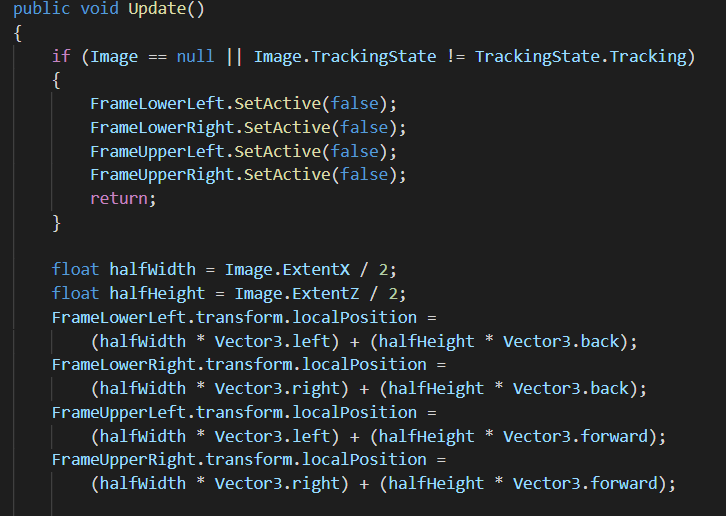 public void Update()
{
if (Image == null || Image.TrackingState != TrackingState.Tracking)
{
FrameLowerLeft.SetActive(false);
FrameLowerRight.SetActive(false);
FrameUpperLeft.SetActive(false);
FrameUpperRight.SetActive(false);
return;
}
float halfWidth = Image.ExtentX / 2;
float halfHeight = Image.ExtentZ / 2;
FrameLowerLeft.transform.localPosition =
(halfWidth * Vector3.left) + (halfHeight * Vector3.back);
FrameLowerRight.transform.localPosition =
(halfWidth * Vector3.right) + (halfHeight * Vector3.back);
FrameUpperLeft.transform.localPosition =
(halfWidth * Vector3.left) + (halfHeight * Vector3.forward);
FrameUpperRight.transform.localPosition =
(halfWidth * Vector3.right) + (halfHeight * Vector3.forward);